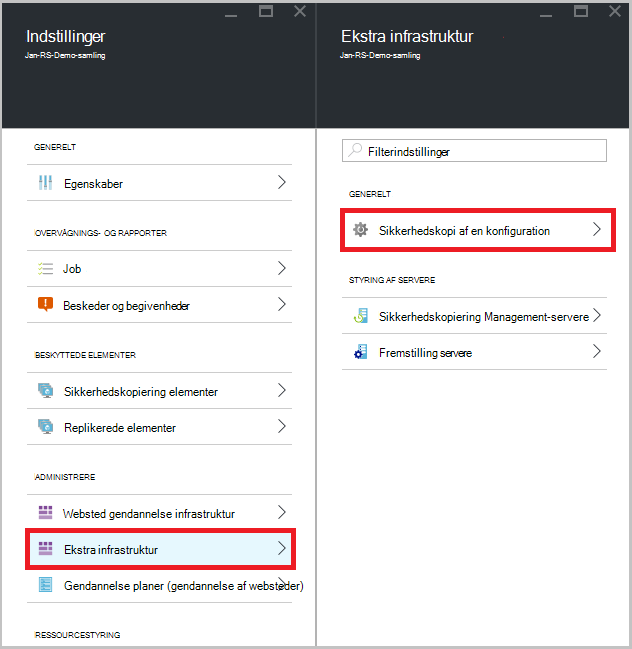 Indstillinger
Jan-RS-Demo-samling
GENERELT
Egenskaber
OVERVÅGNINGS- OG RAPPORTER
Job
Beskeder og begivenheder
BESKYTTEDE ELEMENTER
Sikkerhedskopiering elementer
Replikerede elementer
ADMINISTRERE
Websted gendannelse infrastruktur
Ekstra infrastruktur
Gendannelse planer (gendannelse af websteder)
RESSOURCESTYRING
Ekstra infrastruktur
Jan-RS-Demo-samling
Filterindstillinger
GENERELT
Sikkerhedskopi af en konfiguration
STYRING AF SERVERE
Sikkerhedskopiering Management-servere
Fremstilling servere